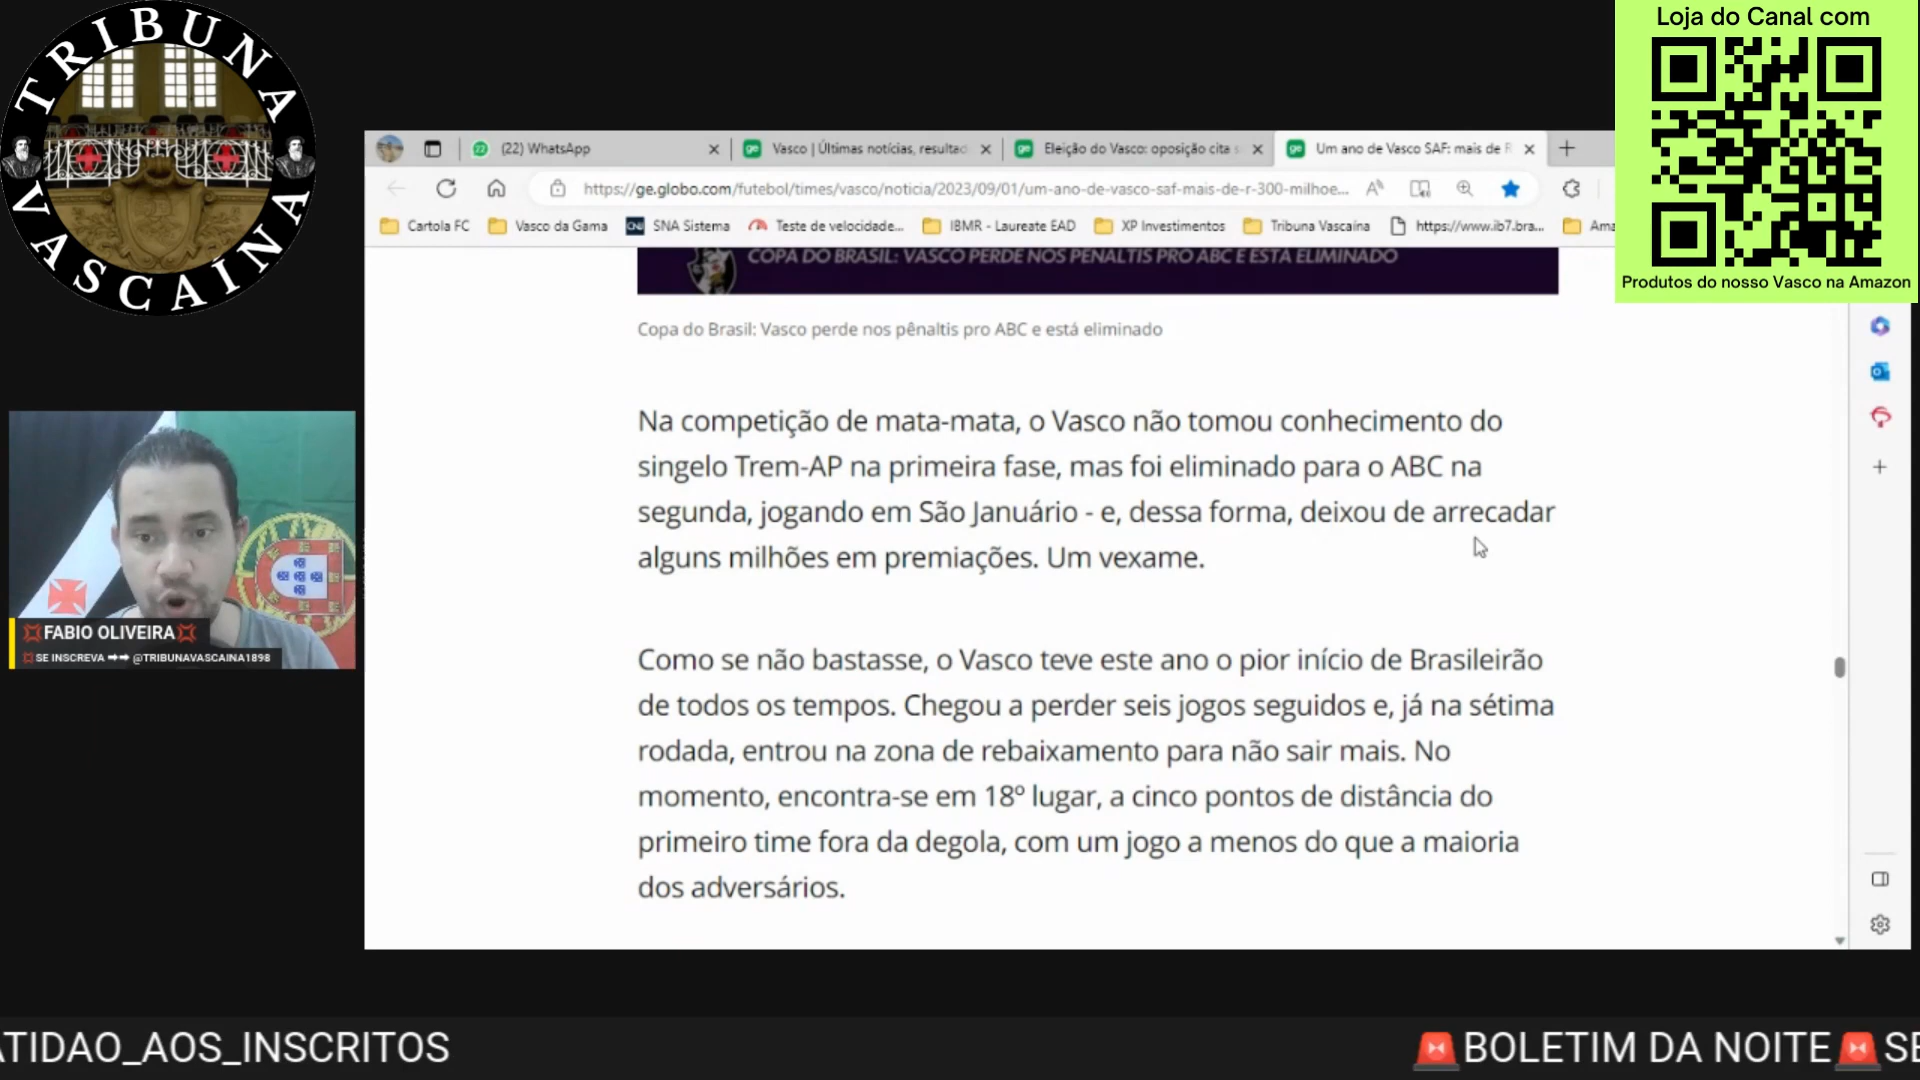 TRIBUNA VASCAÍNA
Loja do Canal com
Produtos do nosso Vasco na Amazon
(22) WhatsApp
Vasco | Últimas notícias, resultad
Eleição do Vasco: oposição cita s
Um ano de Vasco SAF: mais de R
https://ge.globo.com/futebol/times/vasco/noticia/2023/09/01/um-ano-de-vasco-saf-mais-de-r-300-milhoe...
Cartola FC
Vasco da Gama
SNA Sistema
Teste de velocidade...
IBMR - Laureate EAD
XP Investimentos
Tribuna Vascaína
https://www.ib7.bra...
Ama
COPA DO BRASIL: VASCO PERDE NOS PÊNALTIS PRO ABC E ESTÁ ELIMINADO
Copa do Brasil: Vasco perde nos pênaltis pro ABC e está eliminado
Na competição de mata-mata, o Vasco não tomou conhecimento do
singelo Trem-AP na primeira fase, mas foi eliminado para o ABC na
segunda, jogando em São Januário - e, dessa forma, deixou de arrecadar
alguns milhões em premiações. Um vexame.
Como se não bastasse, o Vasco teve este ano o pior início de Brasileirão
de todos os tempos. Chegou a perder seis jogos seguidos e, já na sétima
rodada, entrou na zona de rebaixamento para não sair mais. No
momento, encontra-se em 18º lugar, a cinco pontos de distância do
primeiro time fora da degola, com um jogo a menos do que a maioria
dos adversários.
💢FABIO OLIVEIRA💢
💢SE INSCREVA ➡➡ @TRIBUNAVASCAINA1898
ATIDAO_AOS_INSCRITOS
🚨BOLETIM DA NOITE🚨SE